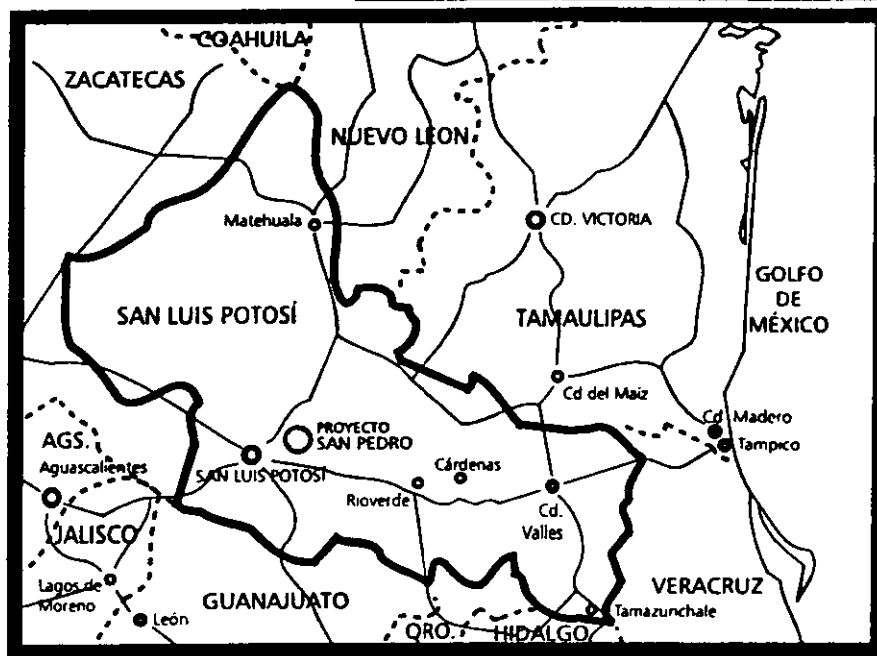 COAHUILA
ZACATECAS
NUEVO LEON
Matehuala
CD. VICTORIA
GOLFO
DE
MÉXICO
SAN LUIS POTOSÍ
TAMAULIPAS
Cd del Maiz
Cd. Madero
Tampico
PROYECTO
SAN PEDRO
AGS.
Aguascalientes
SAN LUIS POTOSÍ
Cárdenas
Rioverde
Cd.
Valles
JALISCO
Lagos de
Moreno
León
GUANAJUATO
VERACRUZ
Tamazunchale
QRO.
HIDALGO